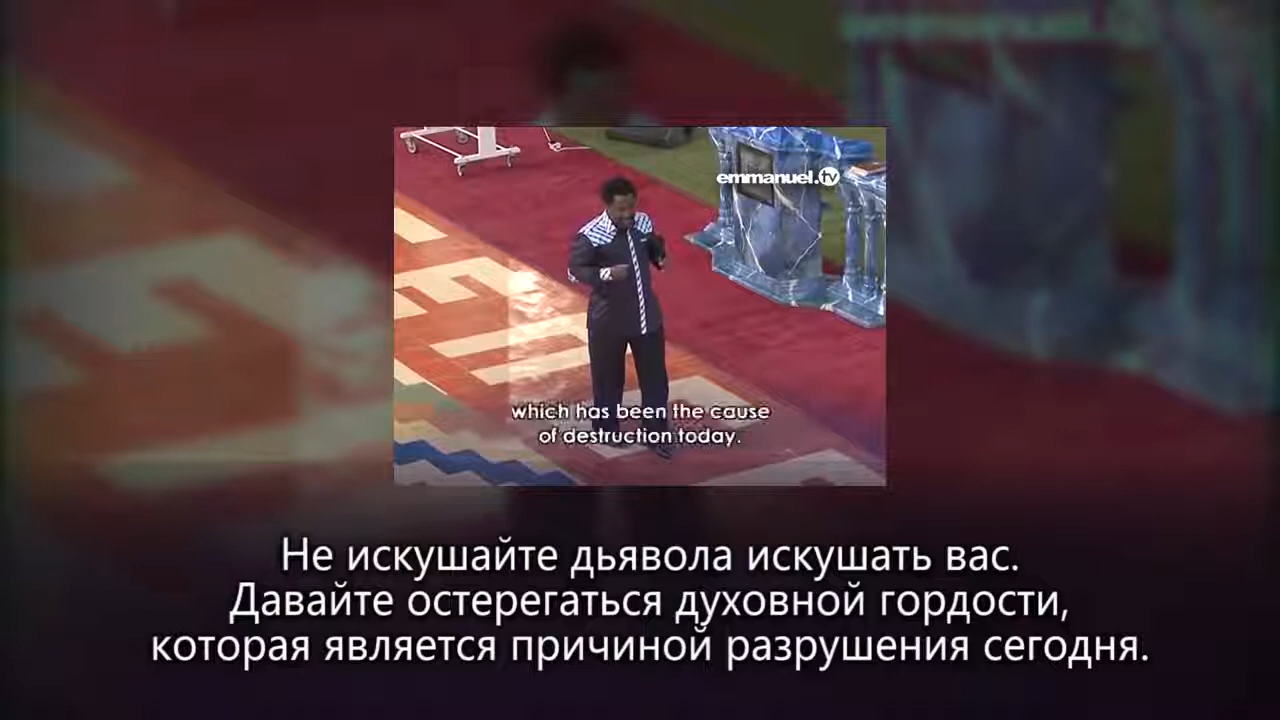 emmanuel.tv
which has been the cause
of destruction today.
Не искушайте дьявола искушать вас.
Давайте остерегаться духовной гордости,
которая является причиной разрушения сегодня.